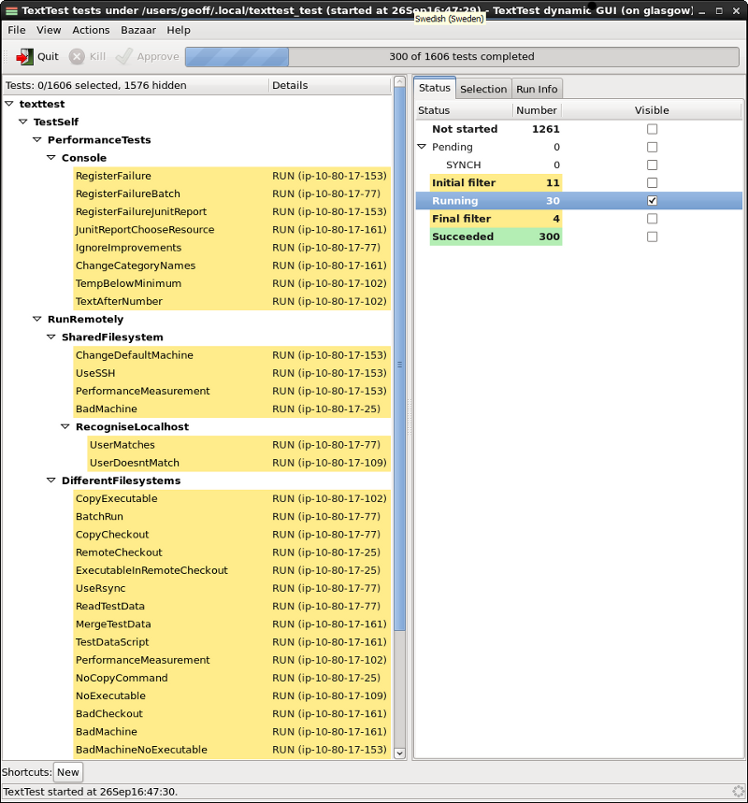 TextTest tests under /users/geoff/.local/texttest_test (started at 26Sep16:47:29) - TextTest dynamic GUI (on glasgow)
Swedish (Sweden)
File View Actions Bazaar Help
Quit Kill Approve 300 of 1606 tests completed
Tests: 0/1606 selected, 1576 hidden Details
texttest
TestSelf
PerformanceTests
Console
RegisterFailure RUN (ip-10-80-17-153)
RegisterFailureBatch RUN (ip-10-80-17-77)
RegisterFailureJunitReport RUN (ip-10-80-17-153)
JunitReportChooseResource RUN (ip-10-80-17-161)
IgnoreImprovements RUN (ip-10-80-17-77)
ChangeCategoryNames RUN (ip-10-80-17-161)
TempBelowMinimum RUN (ip-10-80-17-102)
TextAfterNumber RUN (ip-10-80-17-102)
RunRemotely
SharedFilesystem
ChangeDefaultMachine RUN (ip-10-80-17-153)
UseSSH RUN (ip-10-80-17-153)
PerformanceMeasurement RUN (ip-10-80-17-153)
BadMachine RUN (ip-10-80-17-25)
RecogniseLocalhost
UserMatches RUN (ip-10-80-17-77)
UserDoesntMatch RUN (ip-10-80-17-109)
DifferentFilesystems
CopyExecutable RUN (ip-10-80-17-102)
BatchRun RUN (ip-10-80-17-77)
CopyCheckout RUN (ip-10-80-17-77)
RemoteCheckout RUN (ip-10-80-17-25)
ExecutableInRemoteCheckout RUN (ip-10-80-17-25)
UseRsync RUN (ip-10-80-17-77)
ReadTestData RUN (ip-10-80-17-77)
MergeTestData RUN (ip-10-80-17-161)
TestDataScript RUN (ip-10-80-17-161)
PerformanceMeasurement RUN (ip-10-80-17-102)
NoCopyCommand RUN (ip-10-80-17-25)
NoExecutable RUN (ip-10-80-17-109)
BadCheckout RUN (ip-10-80-17-161)
BadMachine RUN (ip-10-80-17-161)
BadMachineNoExecutable RUN (ip-10-80-17-153)
Status Selection Run Info
Status Number Visible
Not started 1261
Pending 0
SYNCH 0
Initial filter 11
Running 30
Final filter 4
Succeeded 300
Shortcuts: New
TextTest started at 26Sep16:47:30.